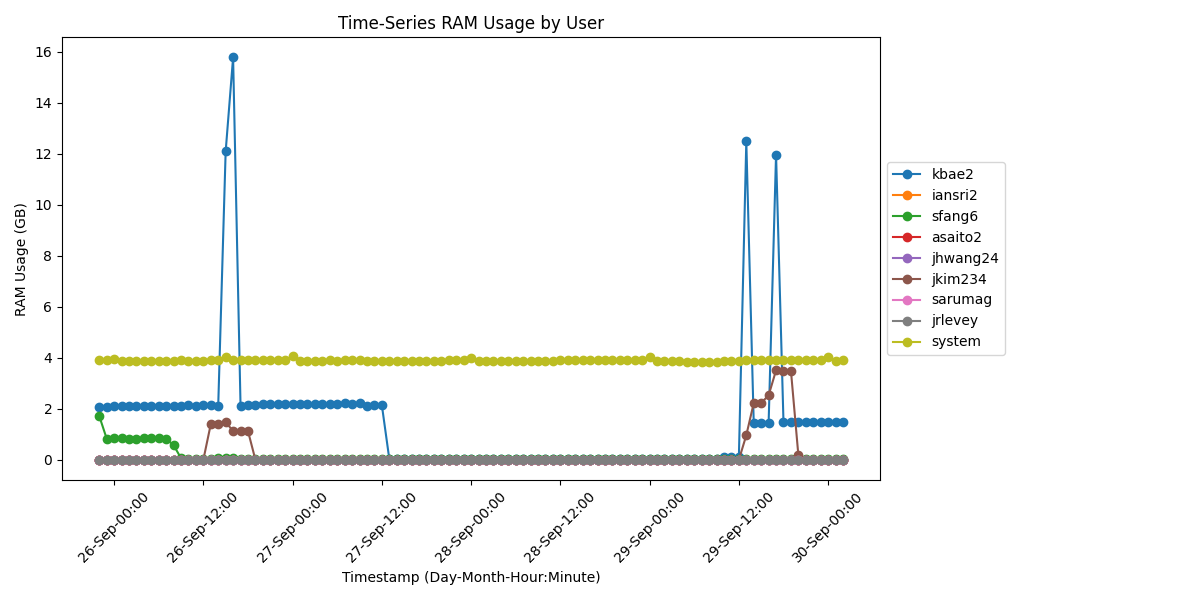 Time-Series RAM Usage by User
RAM Usage (GB)
16
14
12
10
8
6
4
2
0
26-Sep-00:00
26-Sep-12:00
27-Sep-00:00
27-Sep-12:00
28-Sep-00:00
28-Sep-12:00
29-Sep-00:00
29-Sep-12:00
30-Sep-00:00
Timestamp (Day-Month-Hour:Minute)
kbae2
iansri2
sfang6
asaito2
jhwang24
jkim234
sarumag
jrlevey
system